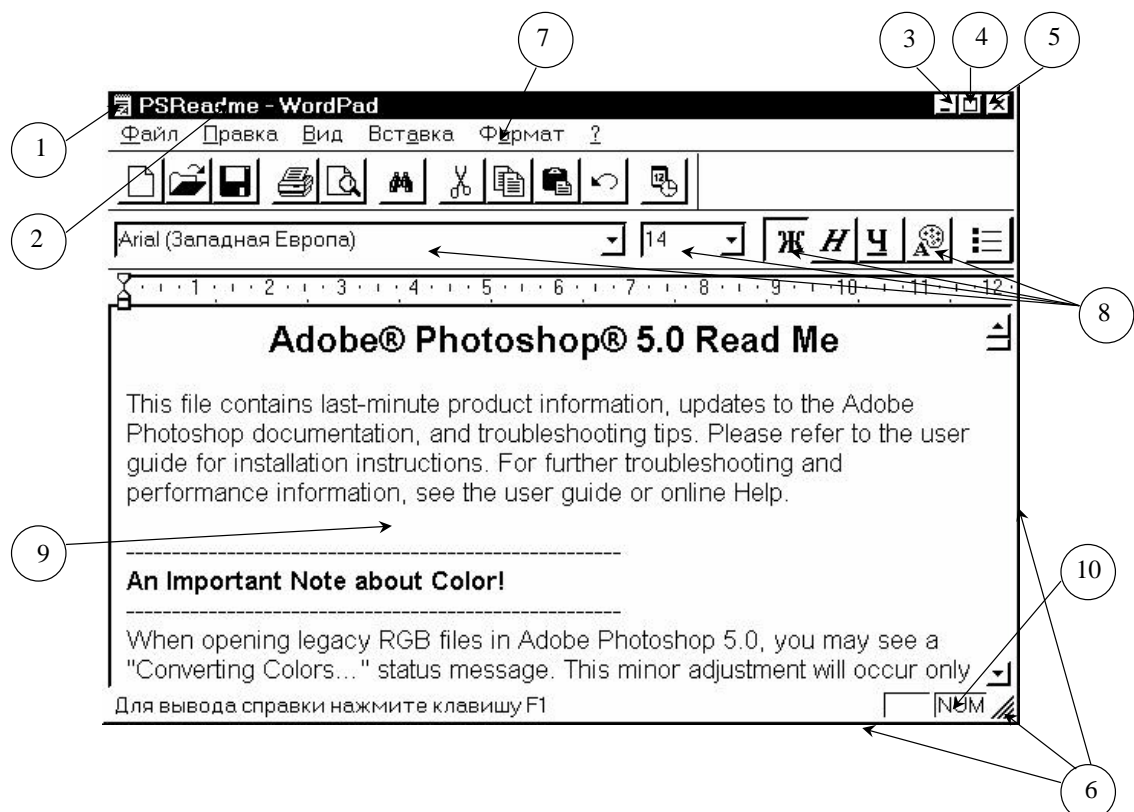 7 3 4 5
PSReadme - WordPad
1
Файл Правка Вид Вставка Формат ?
2
Arial (Западная Европа) 14 Ж Н Ч
1 2 3 4 5 6 7 8 9 10 11 12
8
Adobe® Photoshop® 5.0 Read Me
This file contains last-minute product information, updates to the Adobe
Photoshop documentation, and troubleshooting tips. Please refer to the user
guide for installation instructions. For further troubleshooting and
performance information, see the user guide or online Help.
9
-------------------------------------------------------
An Important Note about Color!
10
-------------------------------------------------------
When opening legacy RGB files in Adobe Photoshop 5.0, you may see a
"Converting Colors..." status message. This minor adjustment will occur only
Для вывода справки нажмите клавишу F1 NUM
6